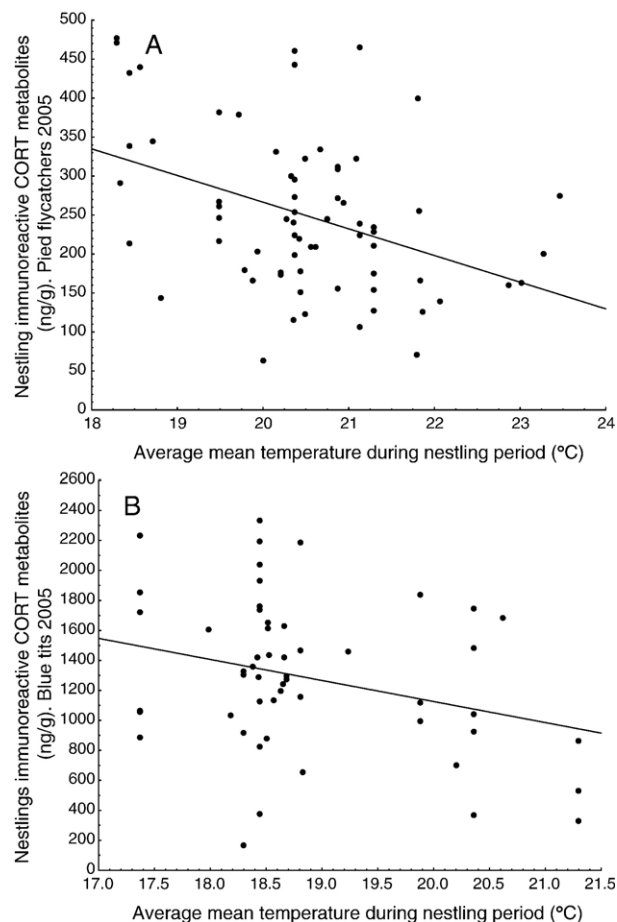 A
500
450
400
350
300
250
200
150
100
50
0
Nestling immunoreactive CORT metabolites
(ng/g). Pied flycatchers 2005
18 19 20 21 22 23 24
Average mean temperature during nestling period (°C)
B
2600
2400
2200
2000
1800
1600
1400
1200
1000
800
600
400
200
0
Nestlings immunoreactive CORT metabolites
(ng/g). Blue tits 2005
17.0 17.5 18.0 18.5 19.0 19.5 20.0 20.5 21.0 21.5
Average mean temperature during nestling period (°C)